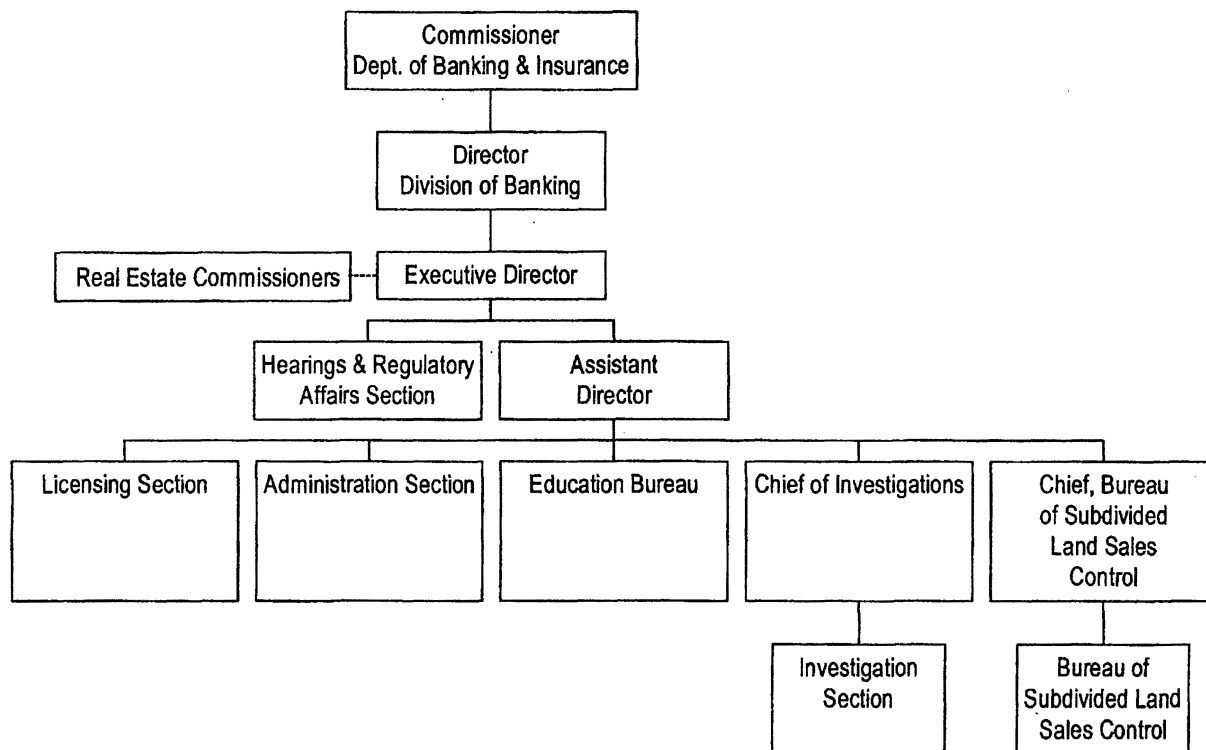 Commissioner
Dept. of Banking & Insurance
Director
Division of Banking
Real Estate Commissioners
Executive Director
Hearings & Regulatory
Affairs Section
Assistant
Director
Licensing Section
Administration Section
Education Bureau
Chief of Investigations
Chief, Bureau
of Subdivided
Land Sales
Control
Investigation
Section
Bureau of
Subdivided Land
Sales Control